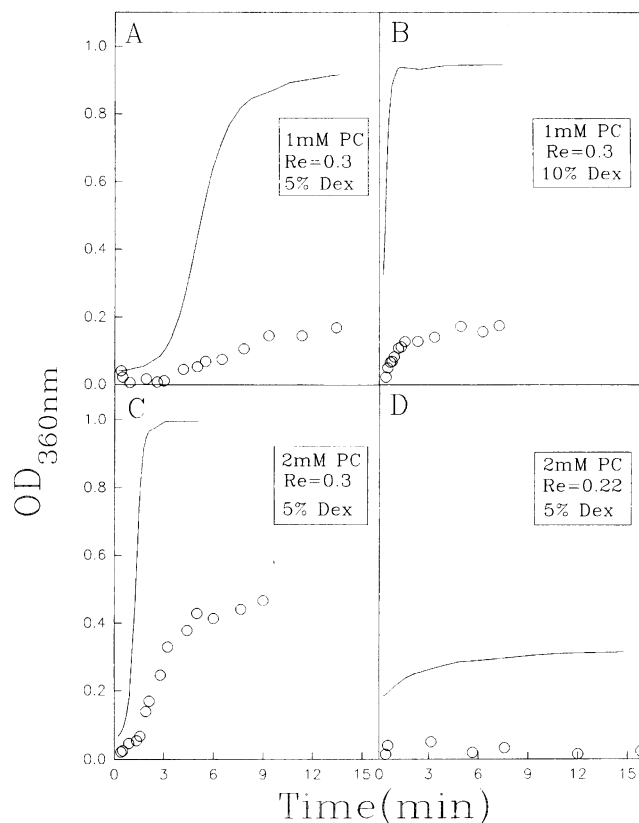 A
B
1.0
0.8
0.6
0.4
0.2
0.0
1mM PC
Re=0.3
5% Dex
1mM PC
Re=0.3
10% Dex
C
D
1.0
0.8
0.6
0.4
0.2
0.0
2mM PC
Re=0.3
5% Dex
2mM PC
Re=0.22
5% Dex
OD360nm
0 3 6 9 12 15 0 3 6 9 12 15
Time(min)